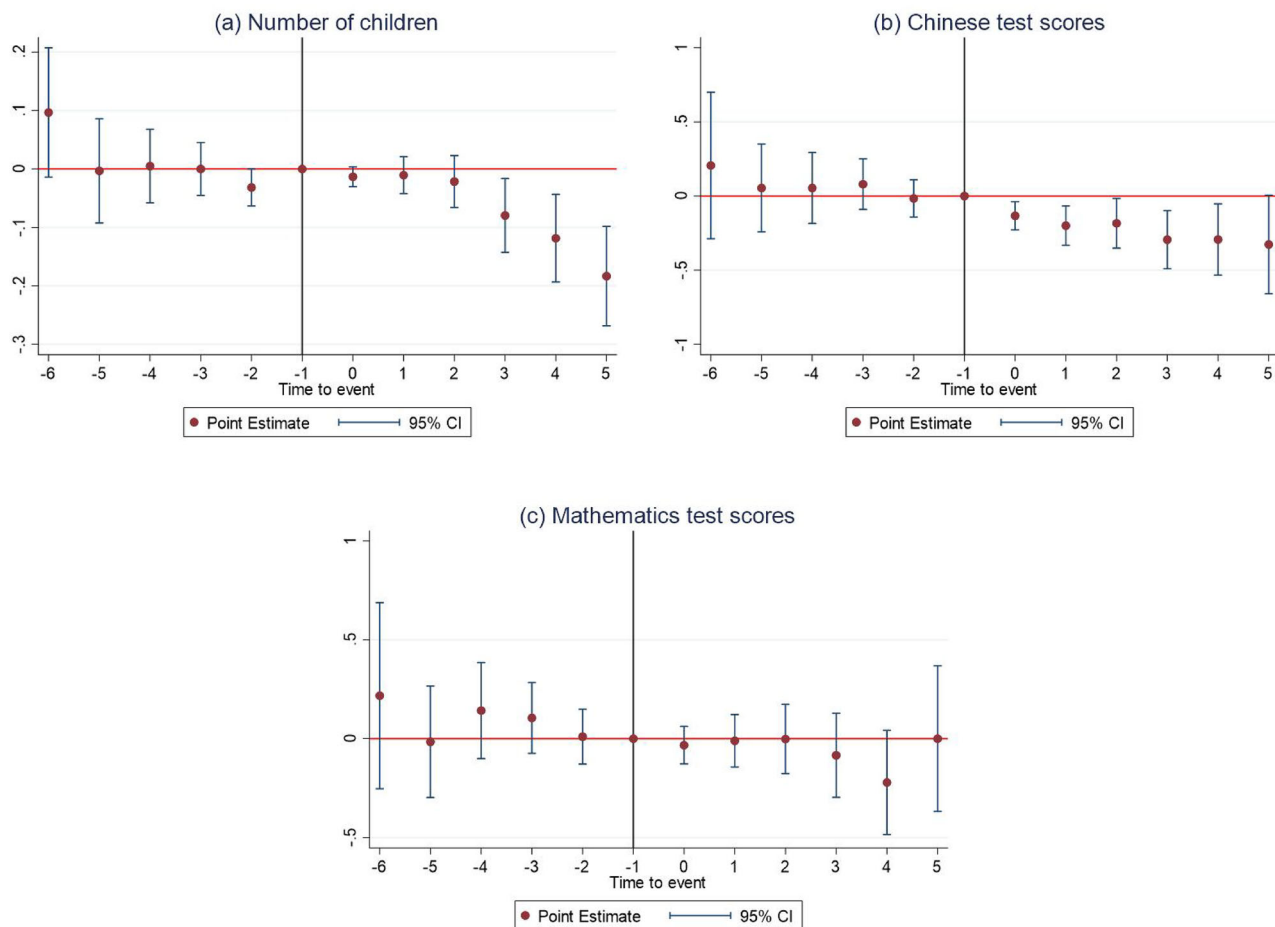 (a) Number of children
.2
.1
0
-.1
-.2
-.3
-6 -5 -4 -3 -2 -1 0 1 2 3 4 5
Time to event
Point Estimate 95% CI
(b) Chinese test scores
1
.5
0
-.5
-1
-6 -5 -4 -3 -2 -1 0 1 2 3 4 5
Time to event
Point Estimate 95% CI
(c) Mathematics test scores
1
.5
0
-.5
-6 -5 -4 -3 -2 -1 0 1 2 3 4 5
Time to event
Point Estimate 95% CI